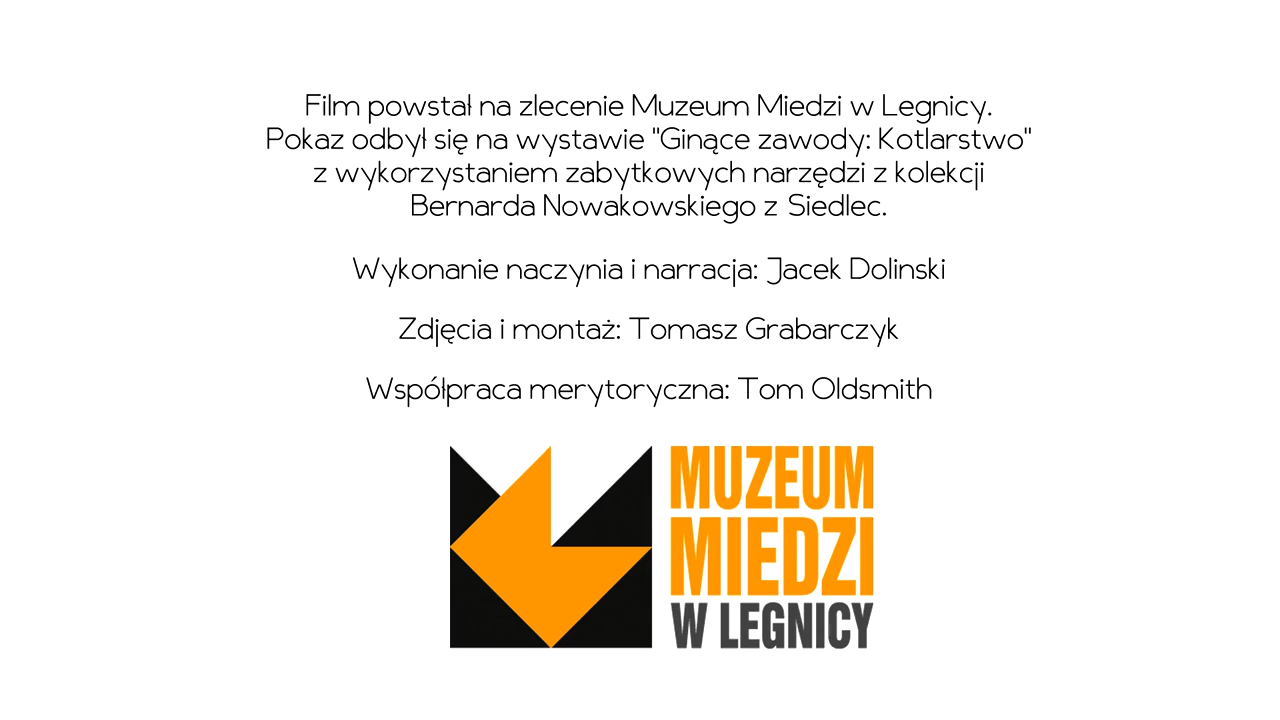 Film powstał na zlecenie Muzeum Miedzi w Legnicy.
Pokaz odbył się na wystawie "Ginące zawody: Kotlarstwo"
z wykorzystaniem zabytkowych narzędzi z kolekcji
Bernarda Nowakowskiego z Siedlec.
Wykonanie naczynia i narracja: Jacek Dolinski
Zdjęcia i montaż: Tomasz Grabarczyk
Współpraca merytoryczna: Tom Oldsmith
MUZEUM
MIEDZI
W LEGNICY